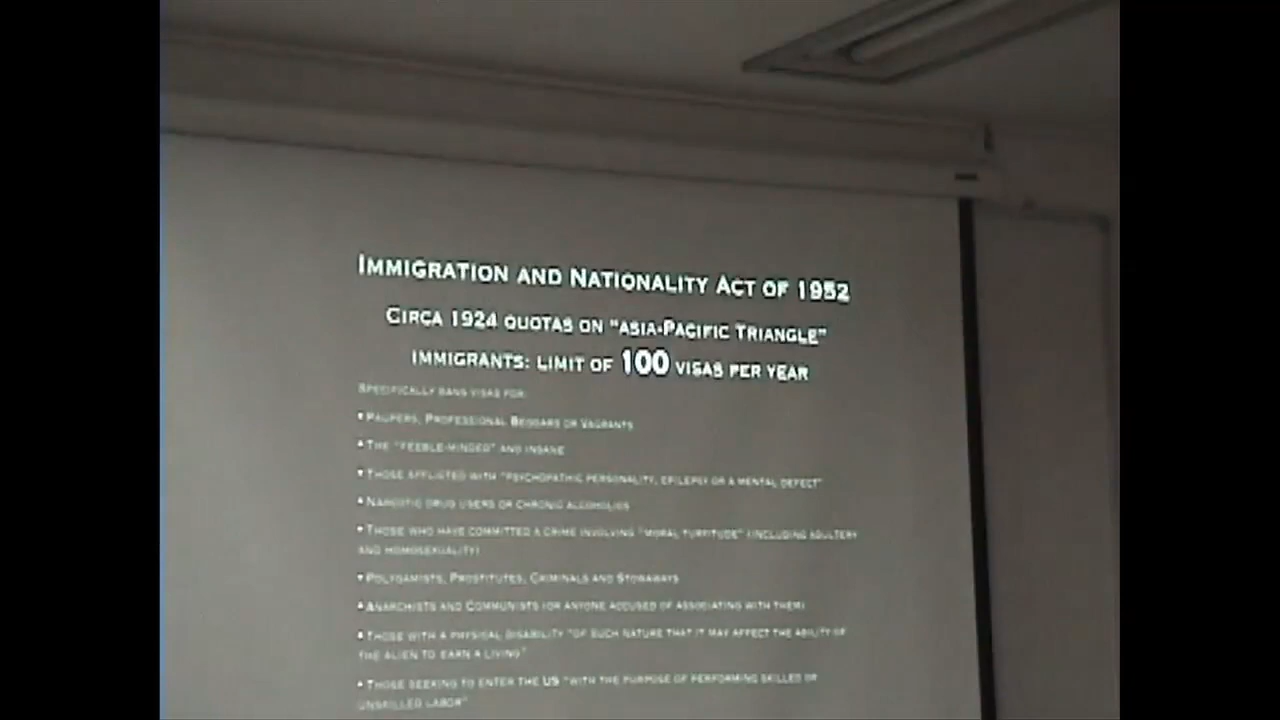 IMMIGRATION AND NATIONALITY ACT OF 1952
CIRCA 1924 QUOTAS ON "ASIA-PACIFIC TRIANGLE"
IMMIGRANTS: LIMIT OF 100 VISAS PER YEAR
SPECIFICALLY BANS VISAS FOR:
• PAUPERS, PROFESSIONAL BEGGARS OR VAGRANTS
• THE "FEEBLE-MINDED" AND INSANE
• THOSE AFFLICTED WITH "PSYCHOPATHIC PERSONALITY, EPILEPSY OR A MENTAL DEFECT"
• NARCOTIC DRUG USERS OR CHRONIC ALCOHOLICS
• THOSE WHO HAVE COMMITTED A CRIME INVOLVING "MORAL TURPITUDE" (INCLUDING ADULTERY
AND HOMOSEXUALITY)
• POLYGAMISTS, PROSTITUTES, CRIMINALS AND STOWAWAYS
• ANARCHISTS AND COMMUNISTS (OR ANYONE ACCUSED OF ASSOCIATING WITH THEM)
• THOSE WITH A PHYSICAL DISABILITY "OF SUCH NATURE THAT IT MAY AFFECT THE ABILITY OF
THE ALIEN TO EARN A LIVING"
• THOSE SEEKING TO ENTER THE US "WITH THE PURPOSE OF PERFORMING SKILLED OR
UNSKILLED LABOR"